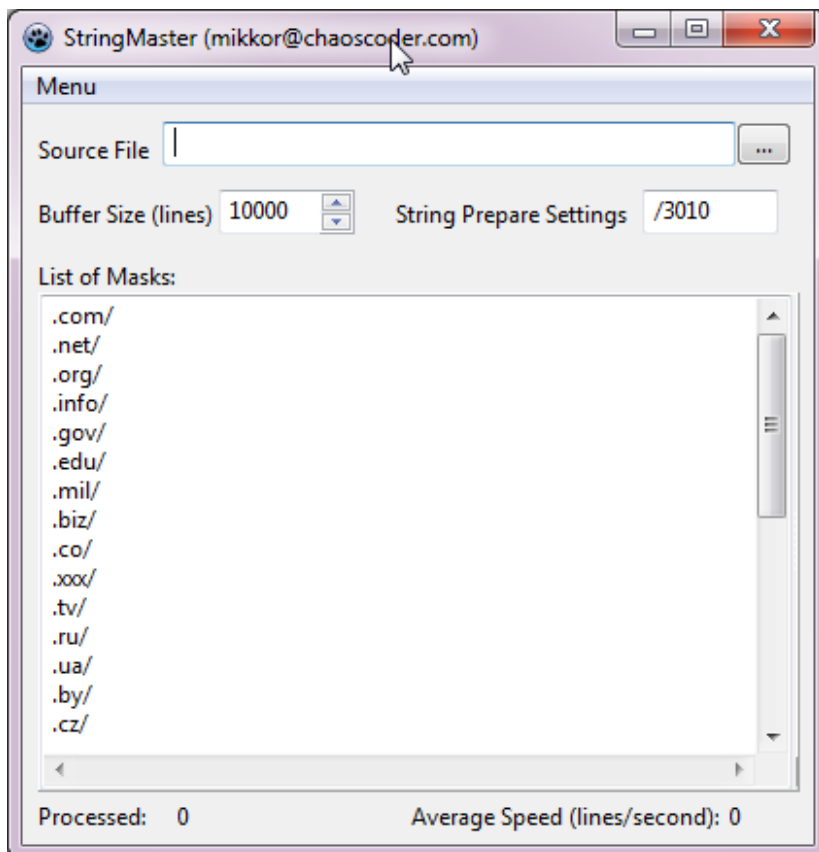 StringMaster (mikkor@chaoscoder.com)
Menu
Source File ...
Buffer Size (lines) 10000 String Prepare Settings /3010
List of Masks:
.com/
.net/
.org/
.info/
.gov/
.edu/
.mil/
.biz/
.co/
.xxx/
.tv/
.ru/
.ua/
.by/
.cz/
Processed: 0 Average Speed (lines/second): 0